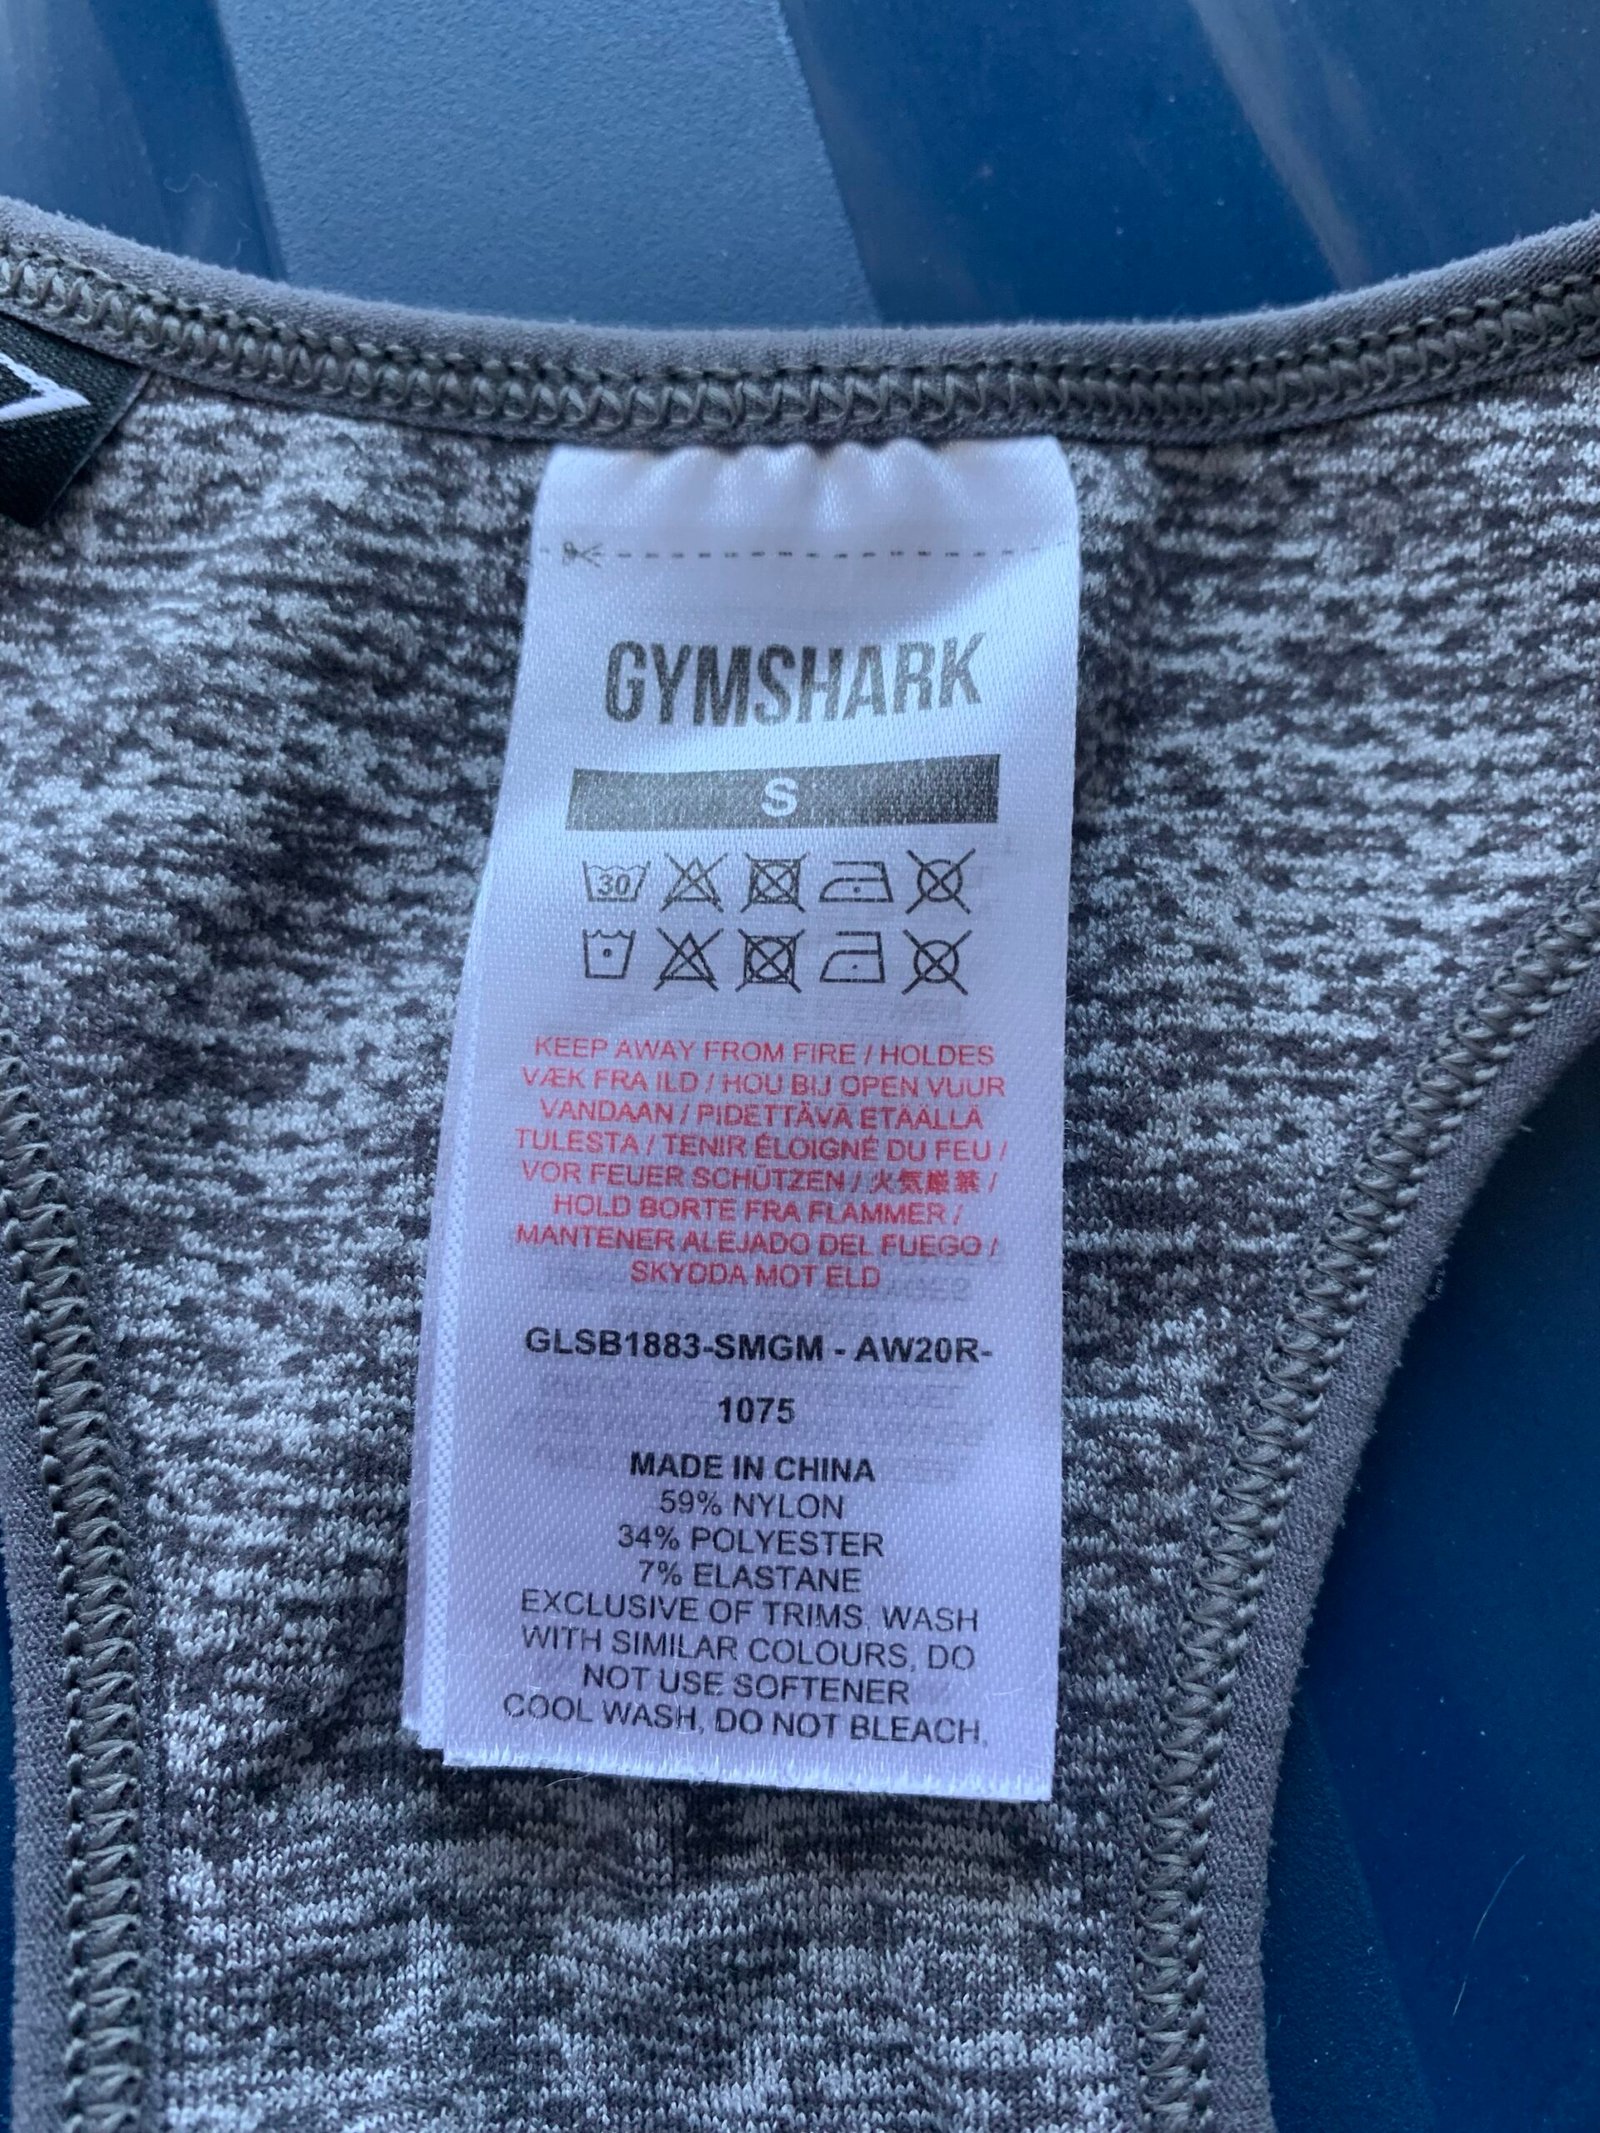 GYMSHARK
S
30
KEEP AWAY FROM FIRE / HOLDES
VÆK FRA ILD / HOU BIJ OPEN VUUR
VANDAAN / PIDETTÄVÄ ETÄÄLLÄ
TULESTA / TENIR ÉLOIGNÉ DU FEU /
VOR FEUER SCHÜTZEN / 火気厳禁 /
HOLD BORTE FRA FLAMMER /
MANTENER ALEJADO DEL FUEGO /
SKYDDA MOT ELD
GLSB1883-SMGM - AW20R-
1075
MADE IN CHINA
59% NYLON
34% POLYESTER
7% ELASTANE
EXCLUSIVE OF TRIMS, WASH
WITH SIMILAR COLOURS, DO
NOT USE SOFTENER
COOL WASH, DO NOT BLEACH,